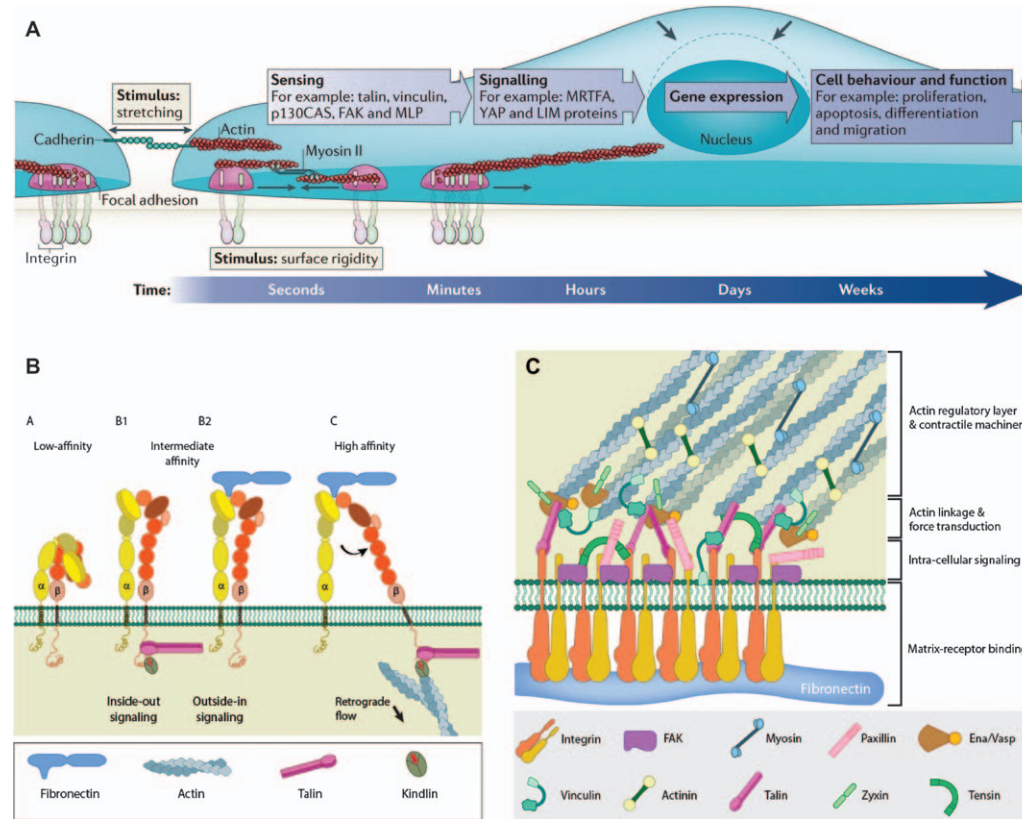 A
Stimulus:
stretching
Cadherin
Sensing
For example: talin, vinculin,
p130CAS, FAK and MLP
Actin
Myosin II
Signalling
For example: MRTFA,
YAP and LIM proteins
Gene expression
Nucleus
Cell behaviour and function
For example: proliferation,
apoptosis, differentiation
and migration
Focal adhesion
Integrin
Stimulus: surface rigidity
Time: Seconds Minutes Hours Days Weeks
B
A B1 B2 C
Low-affinity Intermediate High affinity
affinity
α β α β α β α β
Inside-out
signaling
Outside-in
signaling
Retrograde
flow
Fibronectin Actin Talin Kindlin
C
Actin regulatory layer
& contractile machiner
Actin linkage &
force transduction
Intra-cellular signaling
Matrix-receptor binding
Fibronectin
Integrin FAK Myosin Paxillin Ena/Vasp
Vinculin Actinin Talin Zyxin Tensin